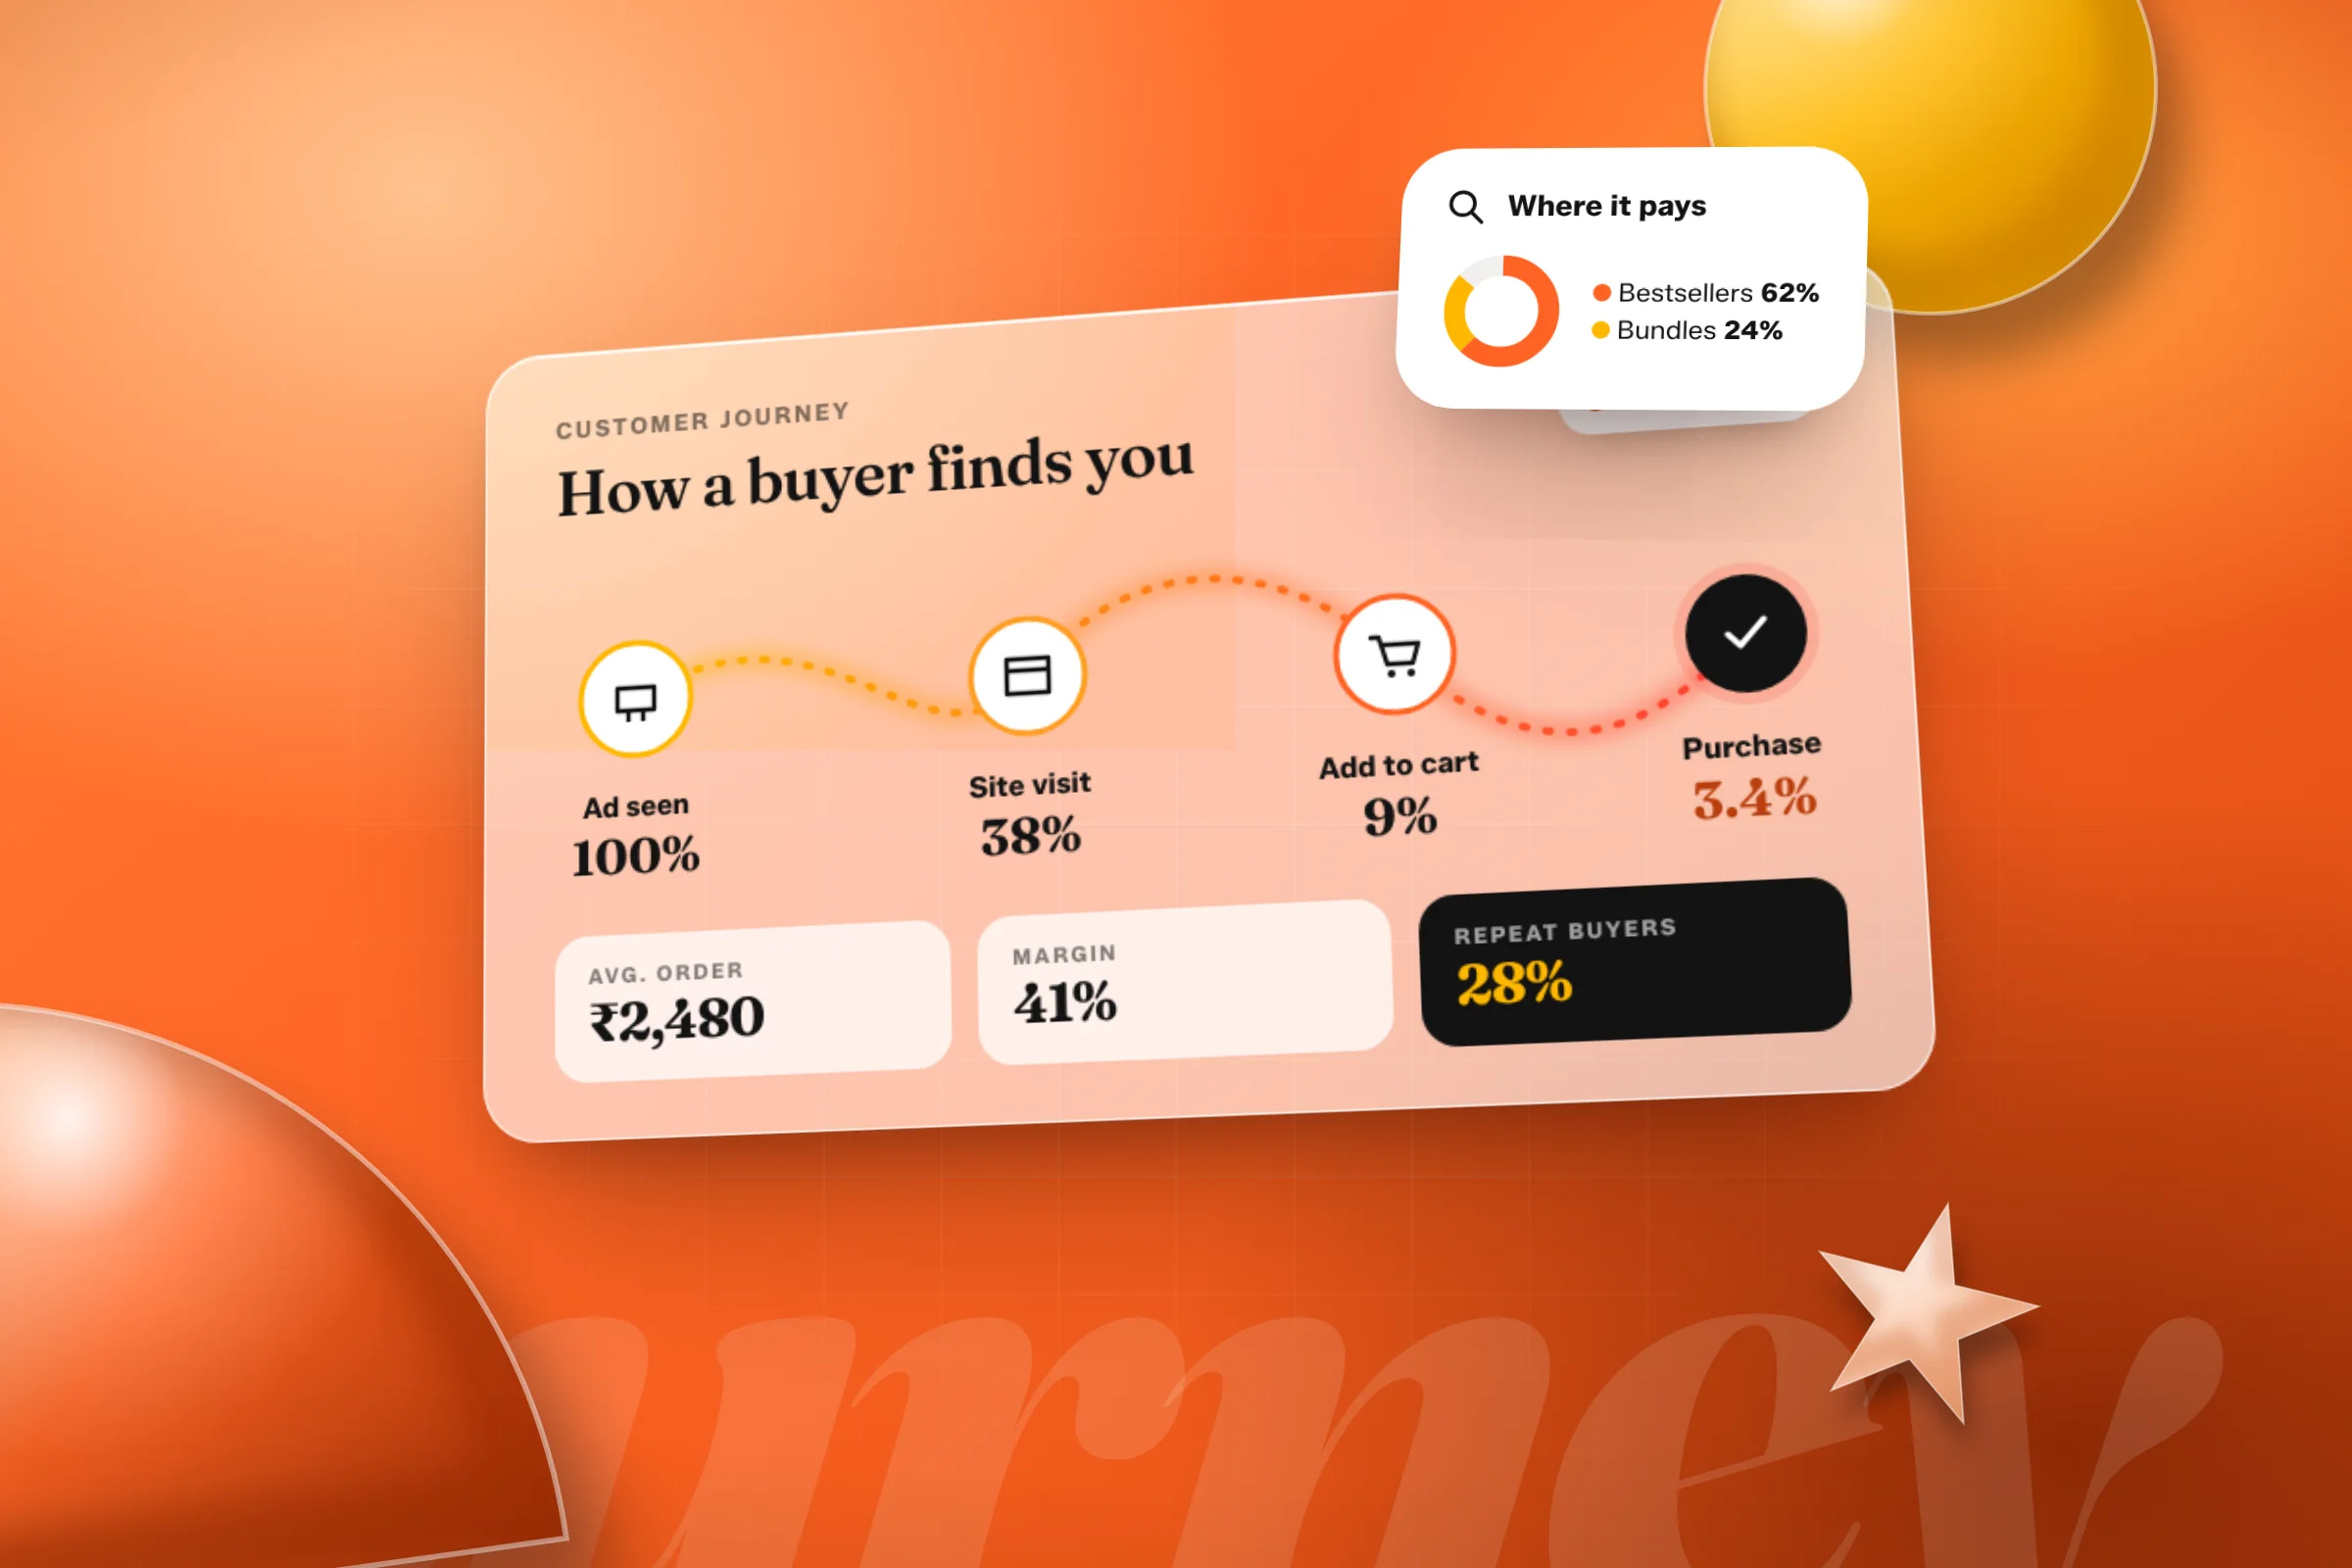 Where it pays
Bestsellers 62%
Bundles 24%
CUSTOMER JOURNEY
How a buyer finds you
Ad seen
100%
Site visit
38%
Add to cart
9%
Purchase
3.4%
AVG. ORDER
₹2,480
MARGIN
41%
REPEAT BUYERS
28%
urney